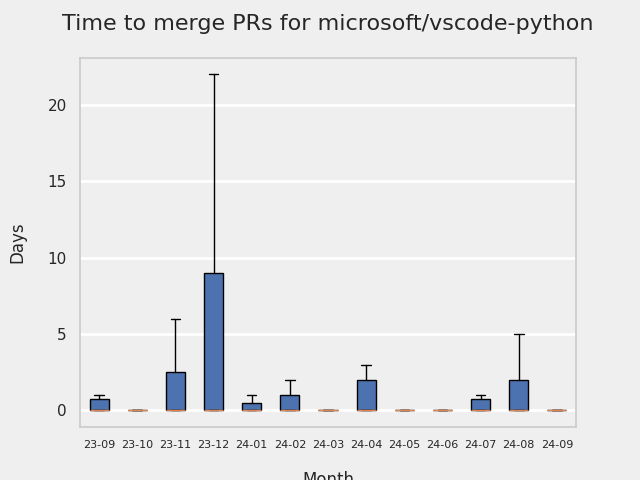 Time to merge PRs for microsoft/vscode-python
Days
20
15
10
5
0
23-09 23-10 23-11 23-12 24-01 24-02 24-03 24-04 24-05 24-06 24-07 24-08 24-09
Month